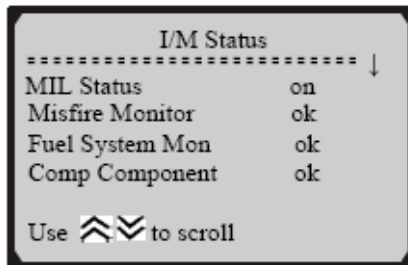 I/M Status
MIL Status on
Misfire Monitor ok
Fuel System Mon ok
Comp Component ok
Use to scroll